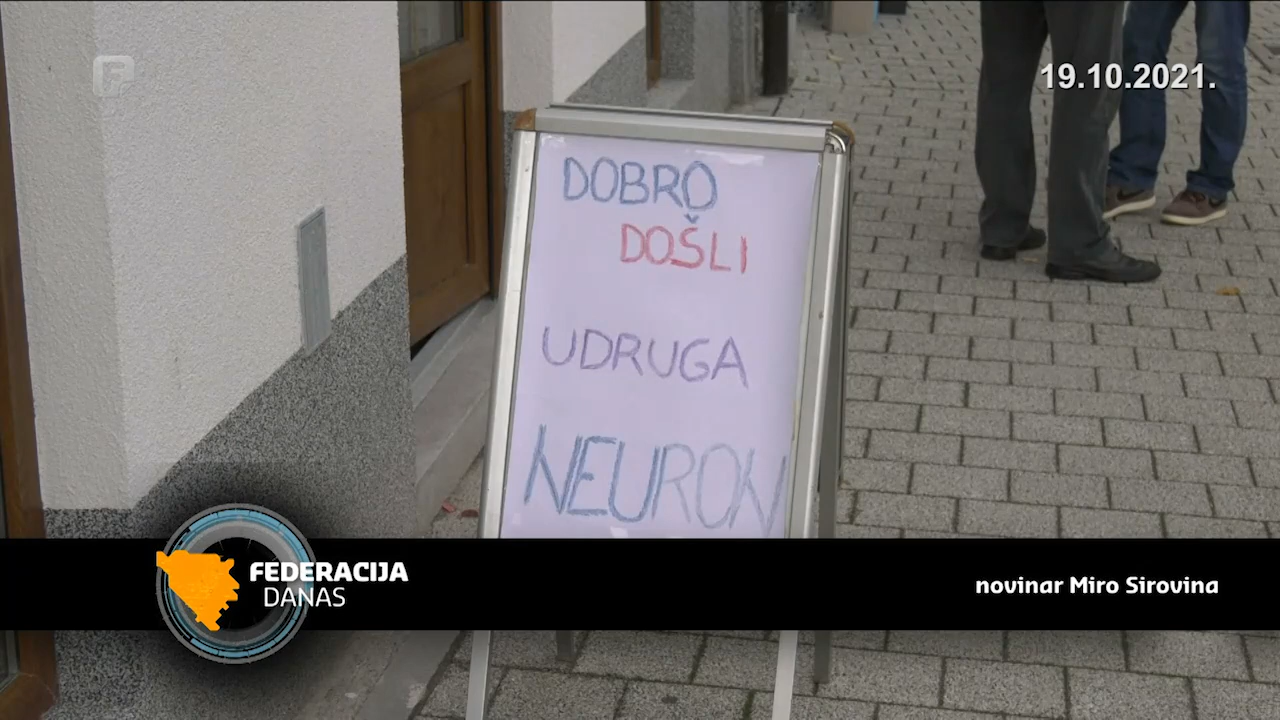 19.10.2021.
DOBRO
DOŠLI
UDRUGA
NEURON
FEDERACIJA
DANAS
novinar Miro Sirovina